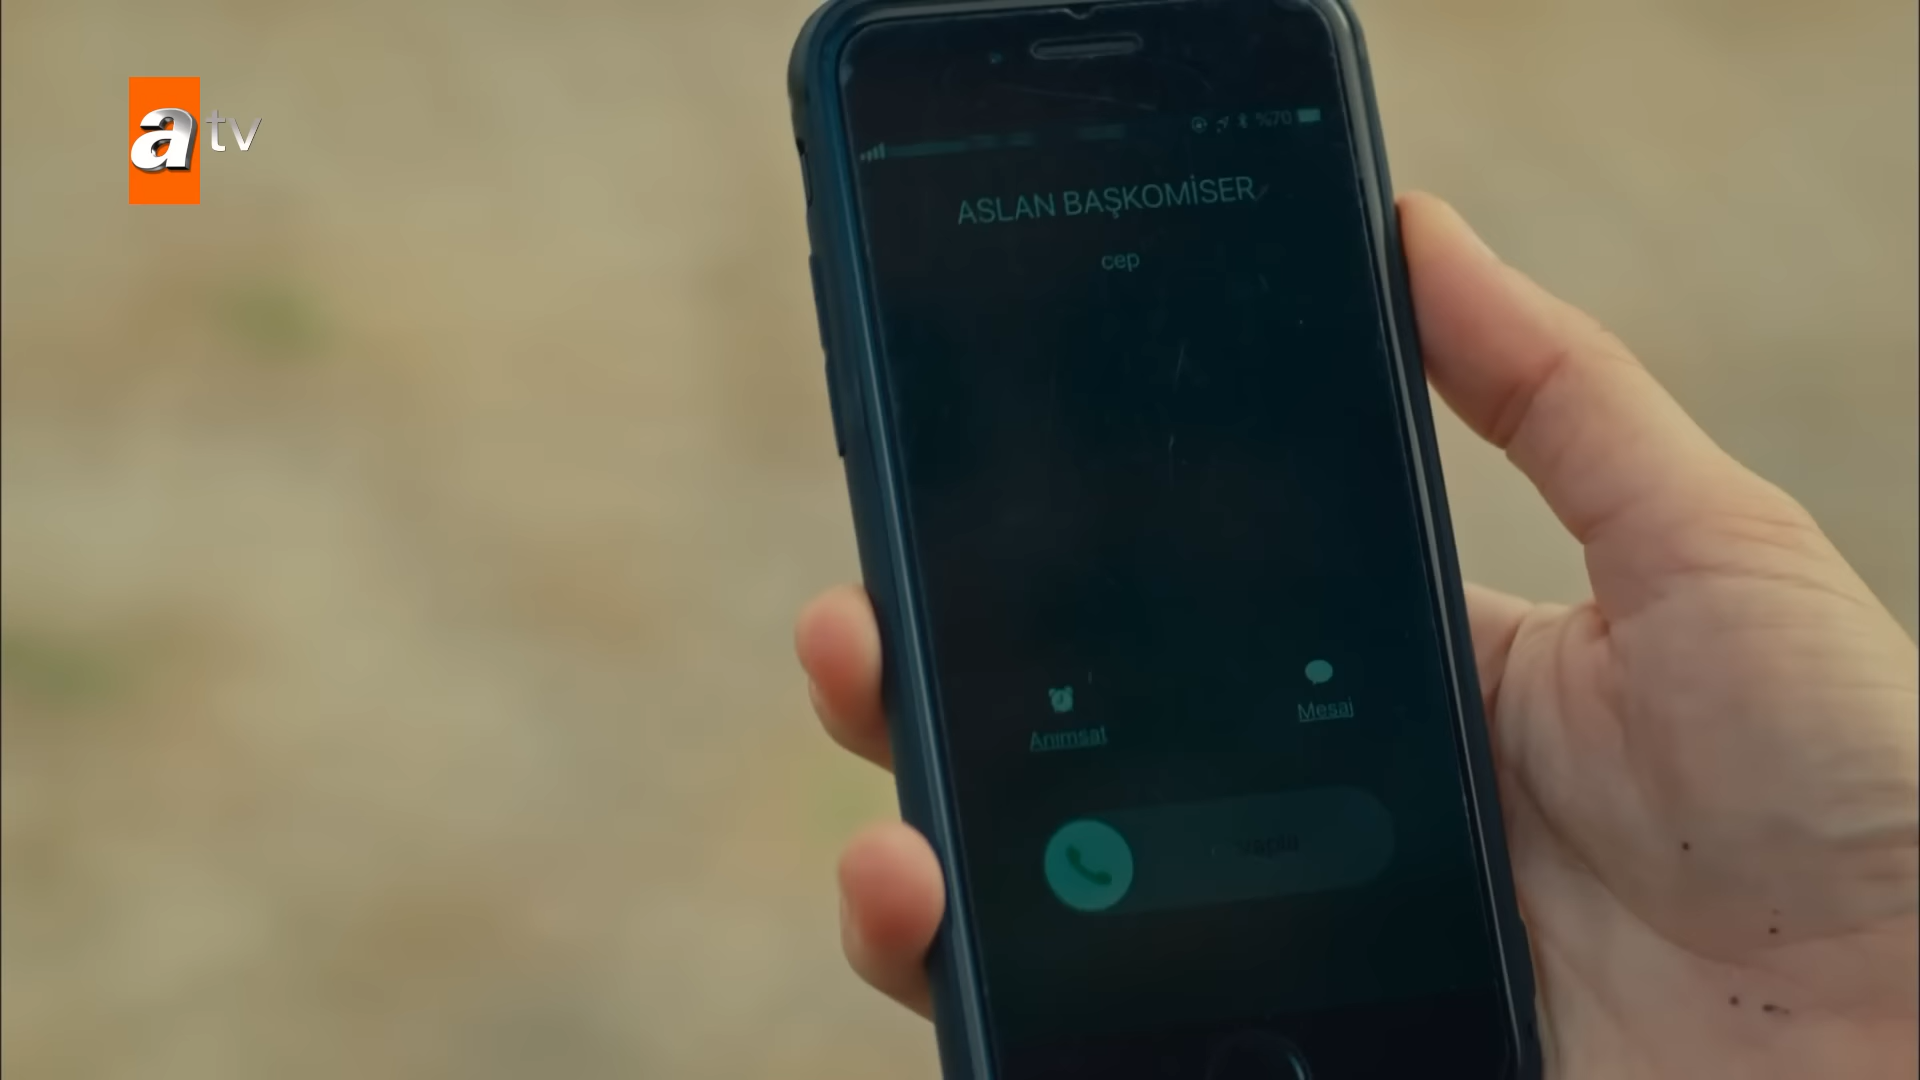 atv
%70
ASLAN BAŞKOMİSER
cep
Anımsat
Mesaj